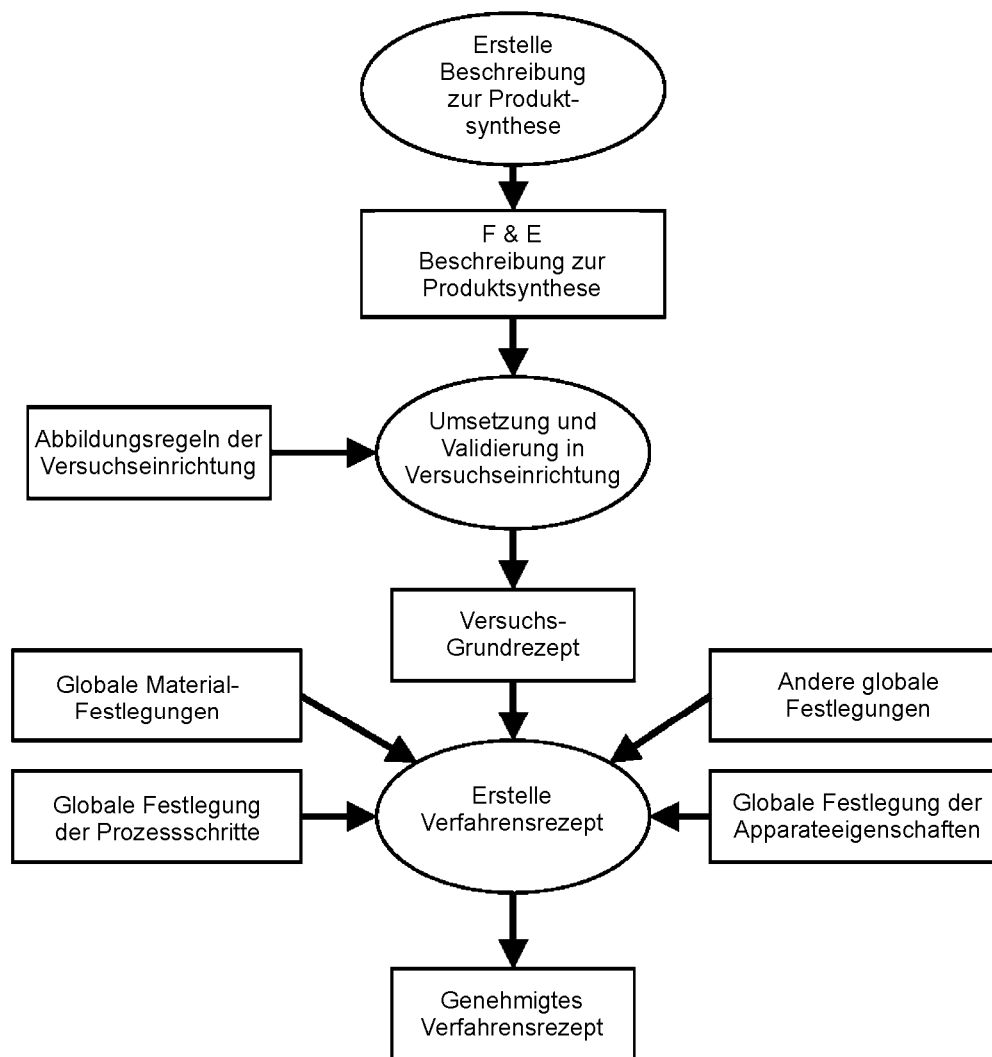 Erstelle
Beschreibung
zur Produkt-
synthese
F & E
Beschreibung zur
Produktsynthese
Abbildungsregeln der
Versuchseinrichtung
Umsetzung und
Validierung in
Versuchseinrichtung
Versuchs-
Grundrezept
Globale Material-
Festlegungen
Andere globale
Festlegungen
Globale Festlegung
der Prozessschritte
Erstelle
Verfahrensrezept
Globale Festlegung der
Apparateeigenschaften
Genehmigtes
Verfahrensrezept